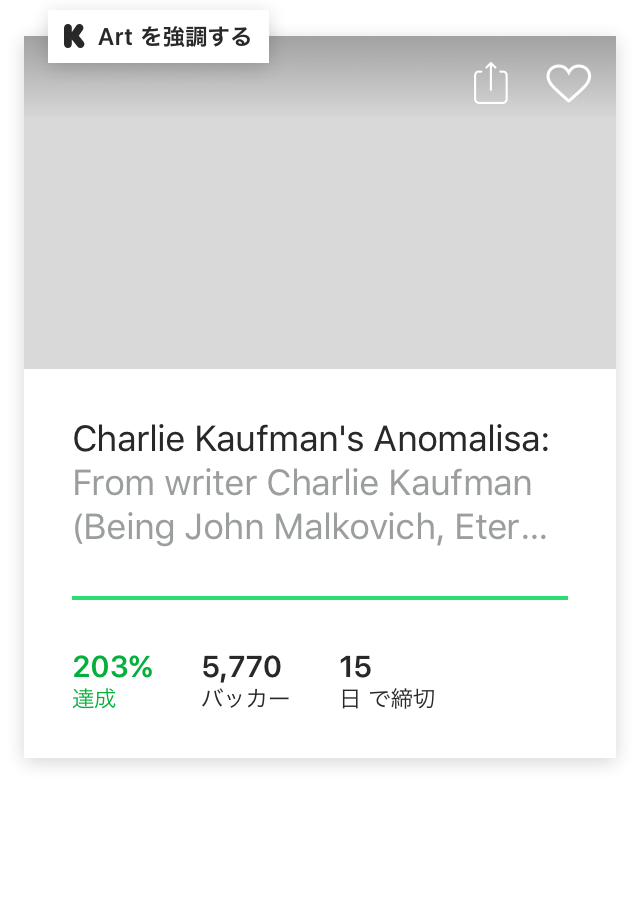 Art を強調する
Charlie Kaufman's Anomalisa:
From writer Charlie Kaufman
(Being John Malkovich, Eter...
203% 5,770 15
達成 バッカー 日 で締切